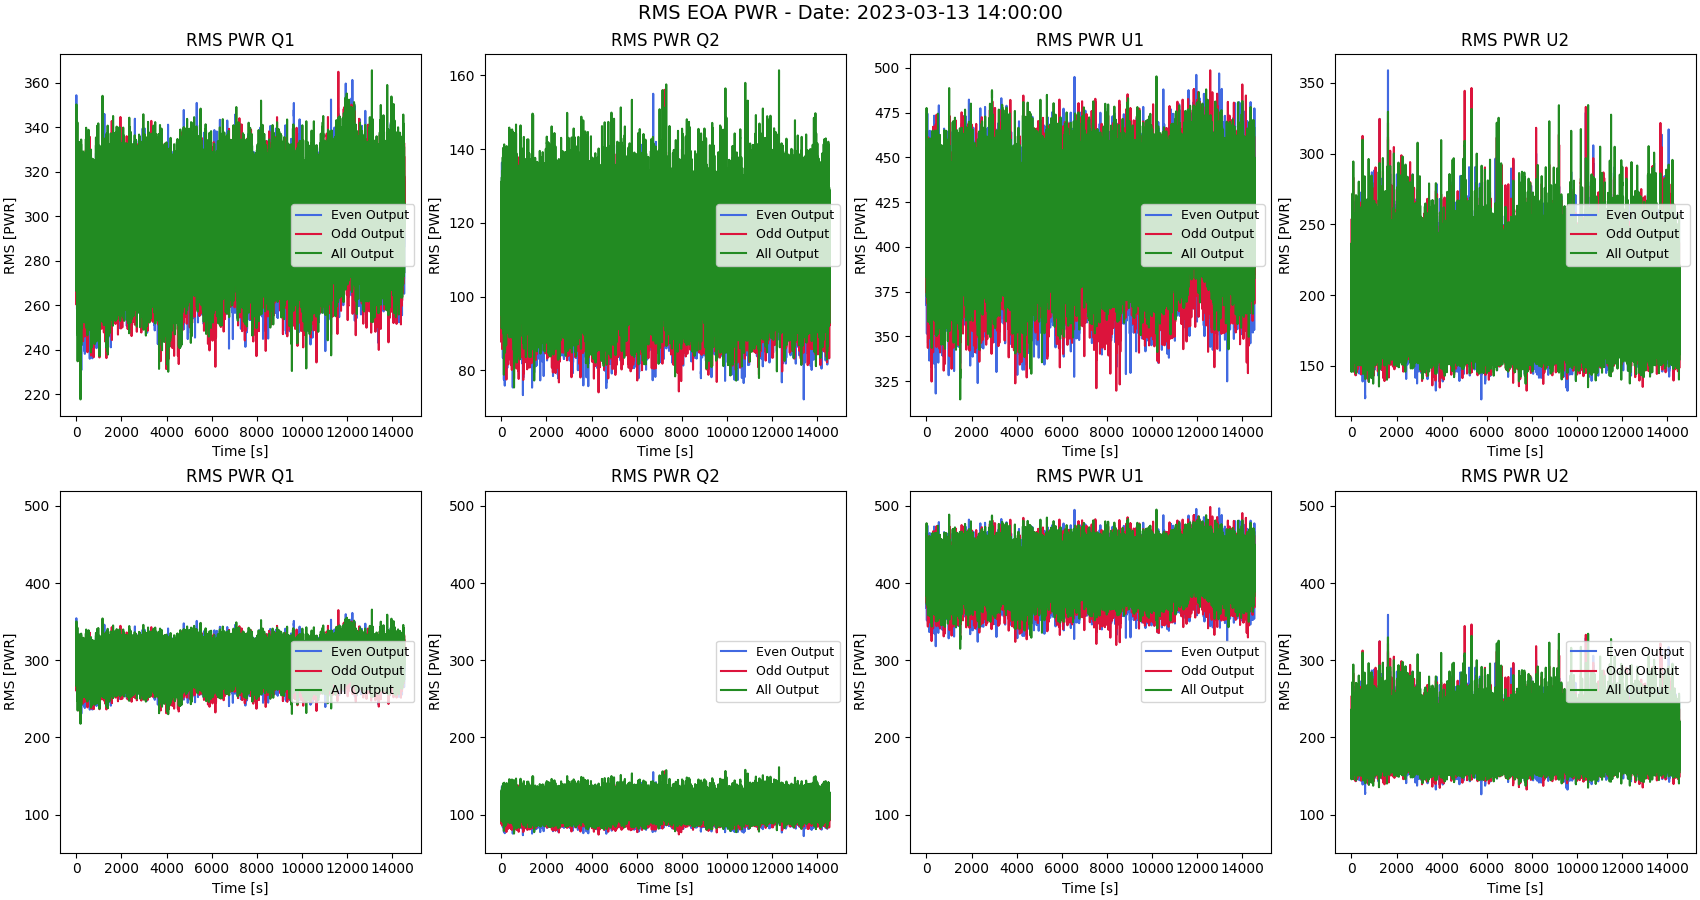 RMS EOA PWR - Date: 2023-03-13 14:00:00
RMS PWR Q1
RMS [PWR]
360
340
320
300
280
260
240
220
Even Output
Odd Output
All Output
0 2000 4000 6000 8000 10000 12000 14000
Time [s]
RMS PWR Q2
RMS [PWR]
160
140
120
100
80
Even Output
Odd Output
All Output
0 2000 4000 6000 8000 10000 12000 14000
Time [s]
RMS PWR U1
RMS [PWR]
500
475
450
425
400
375
350
325
Even Output
Odd Output
All Output
0 2000 4000 6000 8000 10000 12000 14000
Time [s]
RMS PWR U2
RMS [PWR]
350
300
250
200
150
Even Output
Odd Output
All Output
0 2000 4000 6000 8000 10000 12000 14000
Time [s]
RMS PWR Q1
RMS [PWR]
500
400
300
200
100
Even Output
Odd Output
All Output
0 2000 4000 6000 8000 10000 12000 14000
Time [s]
RMS PWR Q2
RMS [PWR]
500
400
300
200
100
Even Output
Odd Output
All Output
0 2000 4000 6000 8000 10000 12000 14000
Time [s]
RMS PWR U1
RMS [PWR]
500
400
300
200
100
Even Output
Odd Output
All Output
0 2000 4000 6000 8000 10000 12000 14000
Time [s]
RMS PWR U2
RMS [PWR]
500
400
300
200
100
Even Output
Odd Output
All Output
0 2000 4000 6000 8000 10000 12000 14000
Time [s]